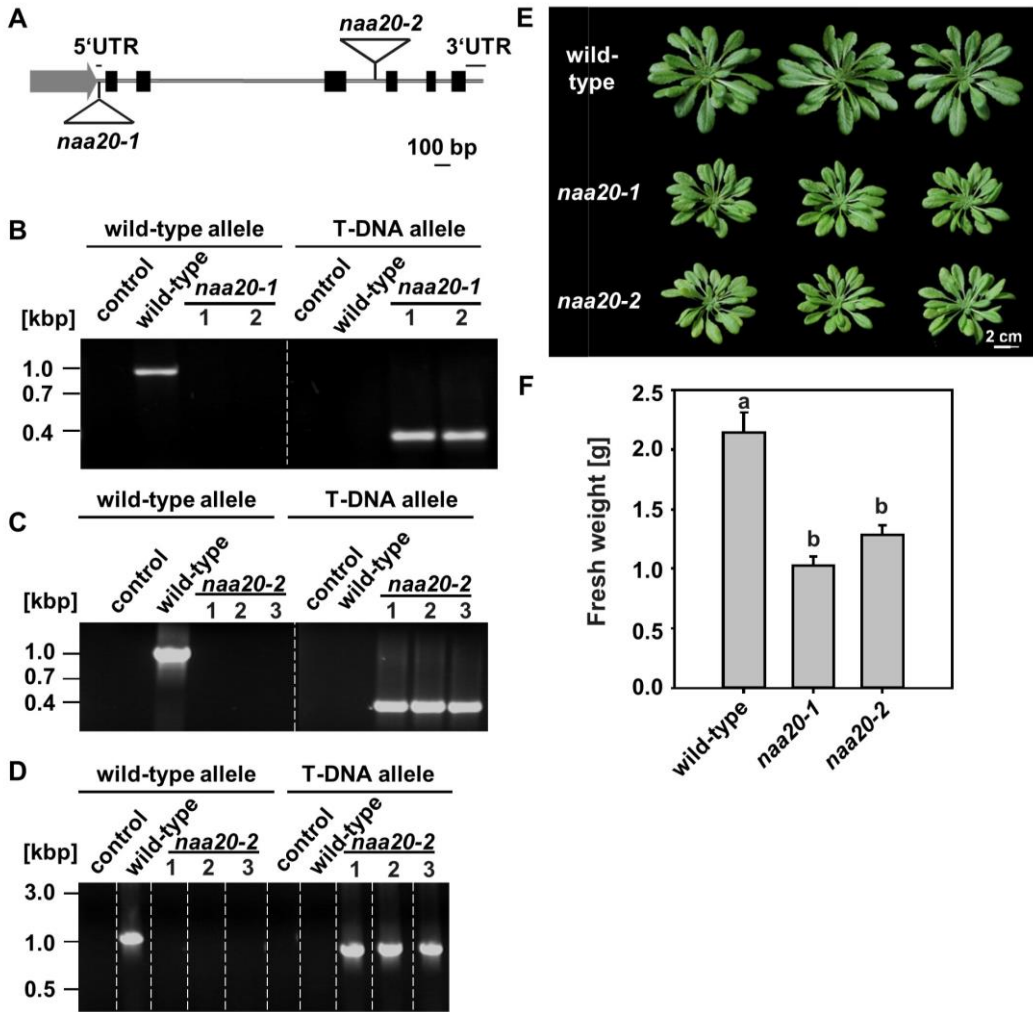 A
naa20-2
5‘UTR
3‘UTR
naa20-1
100 bp
B
wild-type allele
T-DNA allele
control
wild-type
naa20-1
control
wild-type
naa20-1
[kbp]
1
2
1
2
1.0
0.7
0.4
C
wild-type allele
T-DNA allele
control
wild-type
naa20-2
control
wild-type
naa20-2
[kbp]
1
2
3
1
2
3
1.0
0.7
0.4
D
wild-type allele
T-DNA allele
control
wild-type
naa20-2
control
wild-type
naa20-2
[kbp]
1
2
3
1
2
3
3.0
1.0
0.5
E
wild-
type
naa20-1
naa20-2
2 cm
F
Fresh weight [g]
2.5
2.0
1.5
1.0
0.5
0.0
a
b
b
wild-type
naa20-1
naa20-2